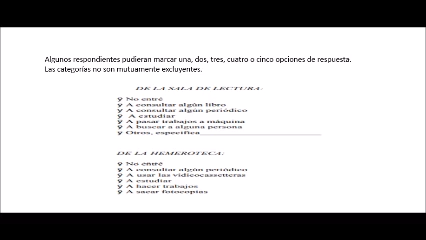 Algunos respondientes pudieran marcar una, dos, tres, cuatro o cinco opciones de respuesta.
Las categorías no son mutuamente excluyentes.
DE LA SALA DE LECTURA:
No entré
A consultar algún libro
A consultar algún periódico
A estudiar
A pasar trabajos a máquina
A buscar a alguna persona
Otros, especifica
DE LA HEMEROTECA:
No entré
A consultar algún periódico
A usar las videocassetteras
A estudiar
A hacer trabajos
A sacar fotocopias